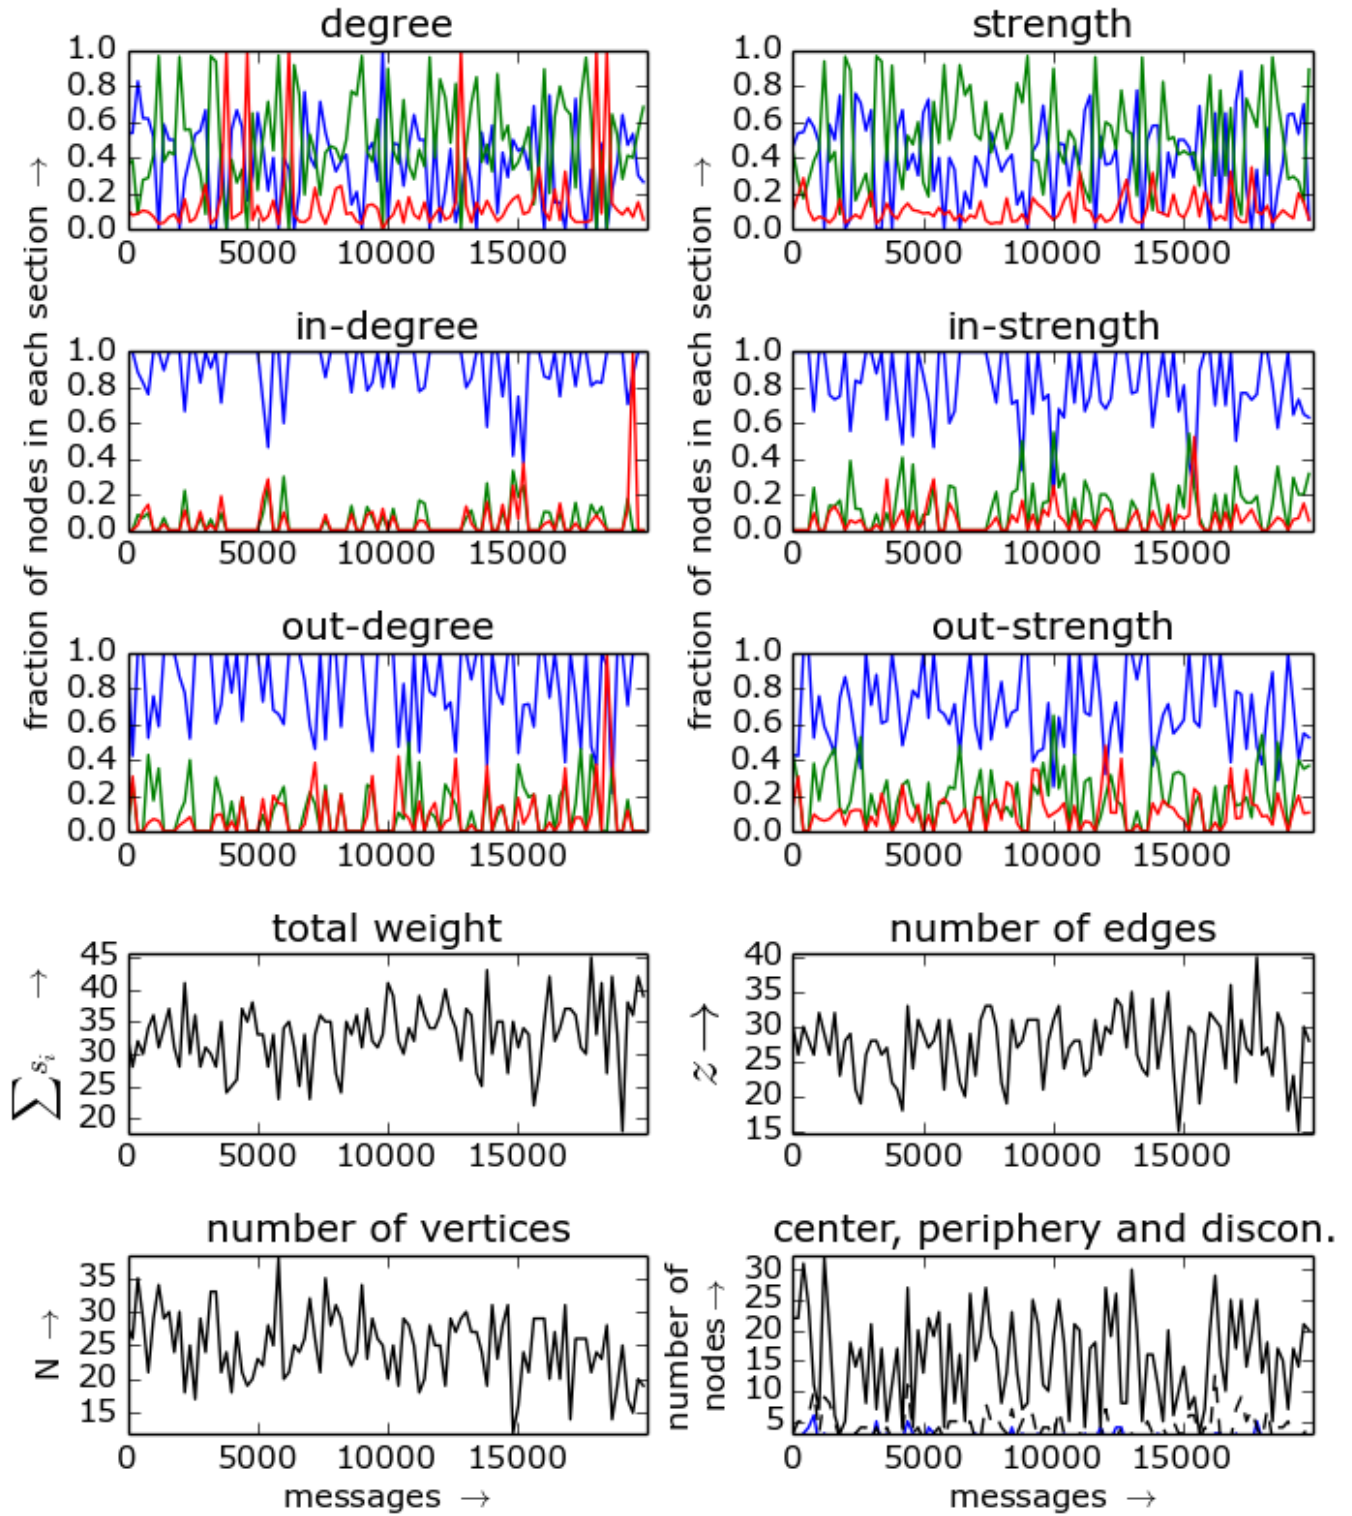 degree
strength
1.0
0.8
0.6
0.4
0.2
0.0
0 5000 10000 15000
1.0
0.8
0.6
0.4
0.2
0.0
0 5000 10000 15000
in-degree
in-strength
1.0
0.8
0.6
0.4
0.2
0.0
0 5000 10000 15000
1.0
0.8
0.6
0.4
0.2
0.0
0 5000 10000 15000
out-degree
out-strength
1.0
0.8
0.6
0.4
0.2
0.0
0 5000 10000 15000
1.0
0.8
0.6
0.4
0.2
0.0
0 5000 10000 15000
fraction of nodes in each section →
fraction of nodes in each section →
total weight
number of edges
45
40
35
30
25
20
0 5000 10000 15000
∑ s_i →
40
35
30
25
20
15
0 5000 10000 15000
z →
number of vertices
center, periphery and discon.
35
30
25
20
15
0 5000 10000 15000
N →
messages →
30
25
20
15
10
5
0 5000 10000 15000
number of
nodes →
messages →